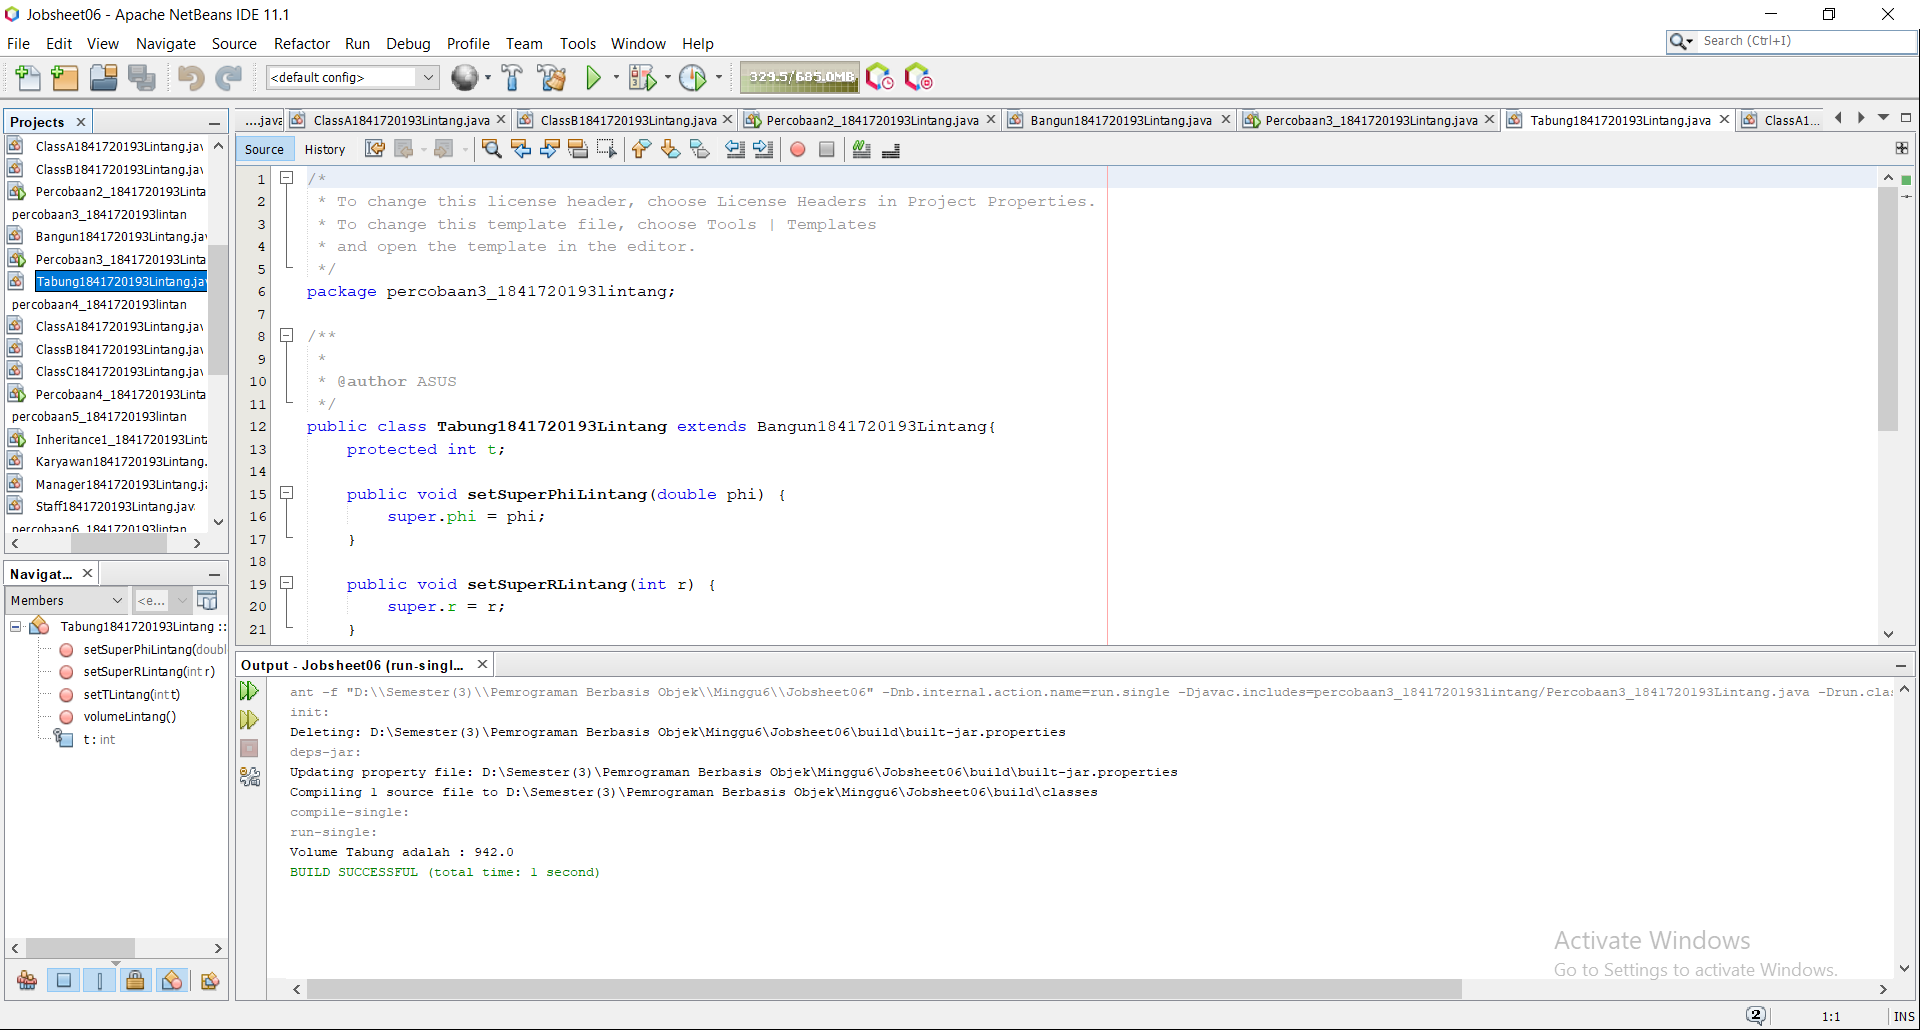 Jobsheet06 - Apache NetBeans IDE 11.1
File Edit View Navigate Source Refactor Run Debug Profile Team Tools Window Help
Search (Ctrl+I)
<default config>
329.5/685.0MB
Projects
ClassA1841720193Lintang.jav
ClassB1841720193Lintang.jav
Percobaan2_1841720193Linta
percobaan3_1841720193lintan
Bangun1841720193Lintang.jav
Percobaan3_1841720193Linta
Tabung1841720193Lintang.jav
percobaan4_1841720193lintan
ClassA1841720193Lintang.jav
ClassB1841720193Lintang.jav
ClassC1841720193Lintang.jav
Percobaan4_1841720193Linta
percobaan5_1841720193lintan
Inheritance1_1841720193Lint
Karyawan1841720193Lintang.
Manager1841720193Lintang.j
Staff1841720193Lintang.jav
percobaan6_1841720193lintan
Navigat...
Members
<e...
Tabung1841720193Lintang ::
setSuperPhiLintang(doubl
setSuperRLintang(int r)
setTLintang(int t)
volumeLintang()
t : int
....java ClassA1841720193Lintang.java ClassB1841720193Lintang.java Percobaan2_1841720193Lintang.java Bangun1841720193Lintang.java Percobaan3_1841720193Lintang.java Tabung1841720193Lintang.java ClassA1...
Source History
1 /*
2 * To change this license header, choose License Headers in Project Properties.
3 * To change this template file, choose Tools | Templates
4 * and open the template in the editor.
5 */
6 package percobaan3_1841720193lintang;
7
8 /**
9 *
10 * @author ASUS
11 */
12 public class Tabung1841720193Lintang extends Bangun1841720193Lintang{
13 protected int t;
14
15 public void setSuperPhiLintang(double phi) {
16 super.phi = phi;
17 }
18
19 public void setSuperRLintang(int r) {
20 super.r = r;
21 }
Output - Jobsheet06 (run-singl...
ant -f "D:\\Semester(3)\\Pemrograman Berbasis Objek\\Minggu6\\Jobsheet06" -Dnb.internal.action.name=run.single -Djavac.includes=percobaan3_1841720193lintang/Percobaan3_1841720193Lintang.java -Drun.cla
init:
Deleting: D:\Semester(3)\Pemrograman Berbasis Objek\Minggu6\Jobsheet06\build\built-jar.properties
deps-jar:
Updating property file: D:\Semester(3)\Pemrograman Berbasis Objek\Minggu6\Jobsheet06\build\built-jar.properties
Compiling 1 source file to D:\Semester(3)\Pemrograman Berbasis Objek\Minggu6\Jobsheet06\build\classes
compile-single:
run-single:
Volume Tabung adalah : 942.0
BUILD SUCCESSFUL (total time: 1 second)
Activate Windows
Go to Settings to activate Windows.
2
1:1
INS